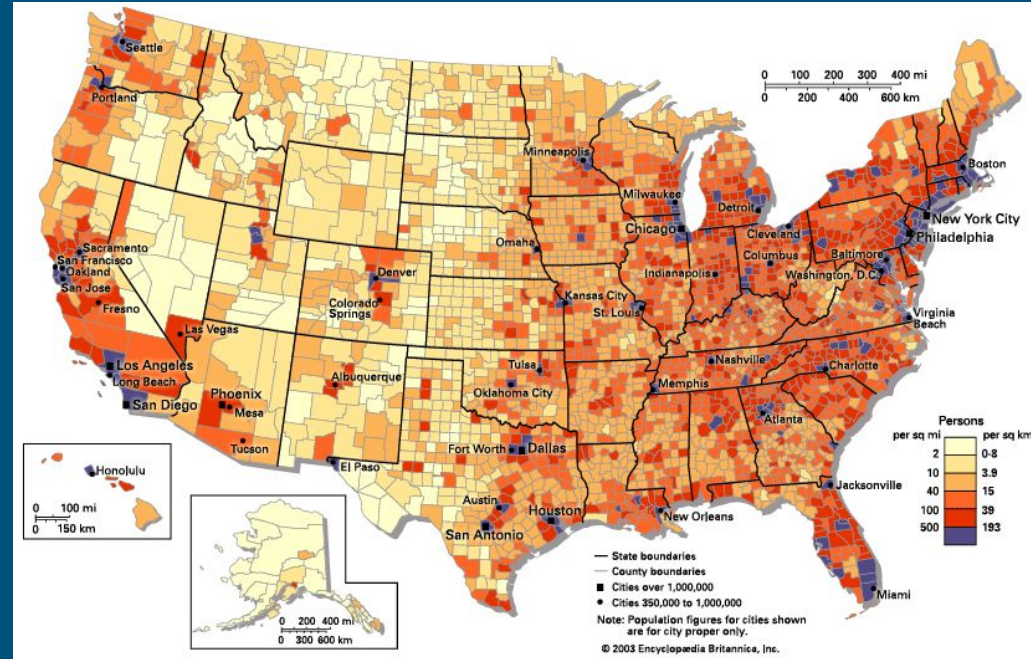 Seattle
Portland
0 100 200 300 400 mi
0 200 400 600 km
Minneapolis
Milwaukee
Chicago
Detroit
Boston
New York City
Philadelphia
Cleveland
Columbus
Baltimore
Washington, D.C.
Omaha
Indianapolis
Sacramento
San Francisco
Oakland
San Jose
Fresno
Denver
Colorado
Springs
Kansas City
St. Louis
Virginia
Beach
Las Vegas
Los Angeles
Long Beach
San Diego
Phoenix
Mesa
Tucson
Albuquerque
Tulsa
Oklahoma City
Nashville
Memphis
Charlotte
Atlanta
El Paso
Fort Worth
Dallas
Austin
Houston
San Antonio
New Orleans
Jacksonville
Miami
Honolulu
0 100 mi
0 150 km
0 200 400 mi
0 300 600 km
Persons
per sq mi per sq km
2 0·8
10 3.9
40 15
100 39
500 193
State boundaries
County boundaries
Cities over 1,000,000
Cities 350,000 to 1,000,000
Note: Population figures for cities shown
are for city proper only.
© 2003 Encyclopædia Britannica, Inc.